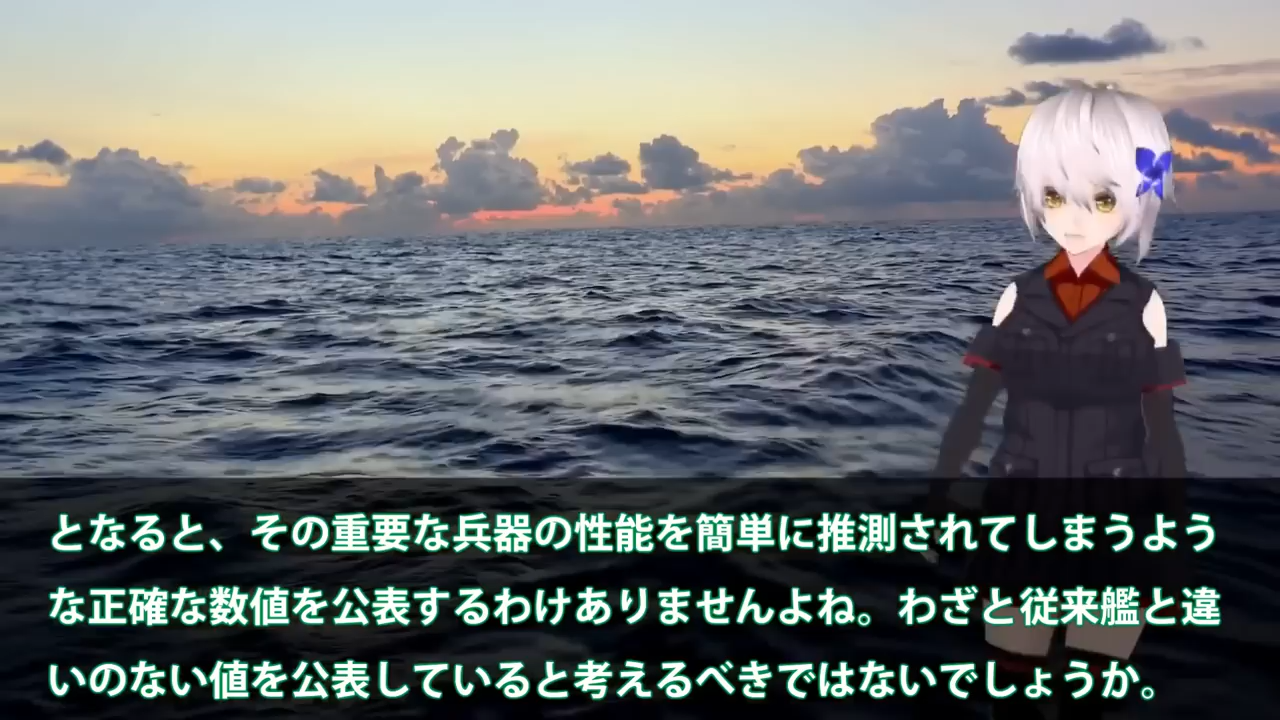 となると、その重要な兵器の性能を簡単に推測されてしまうよう
な正確な数値を公表するわけありませんよね。わざと従来艦と違
いのない値を公表していると考えるべきではないでしょうか。